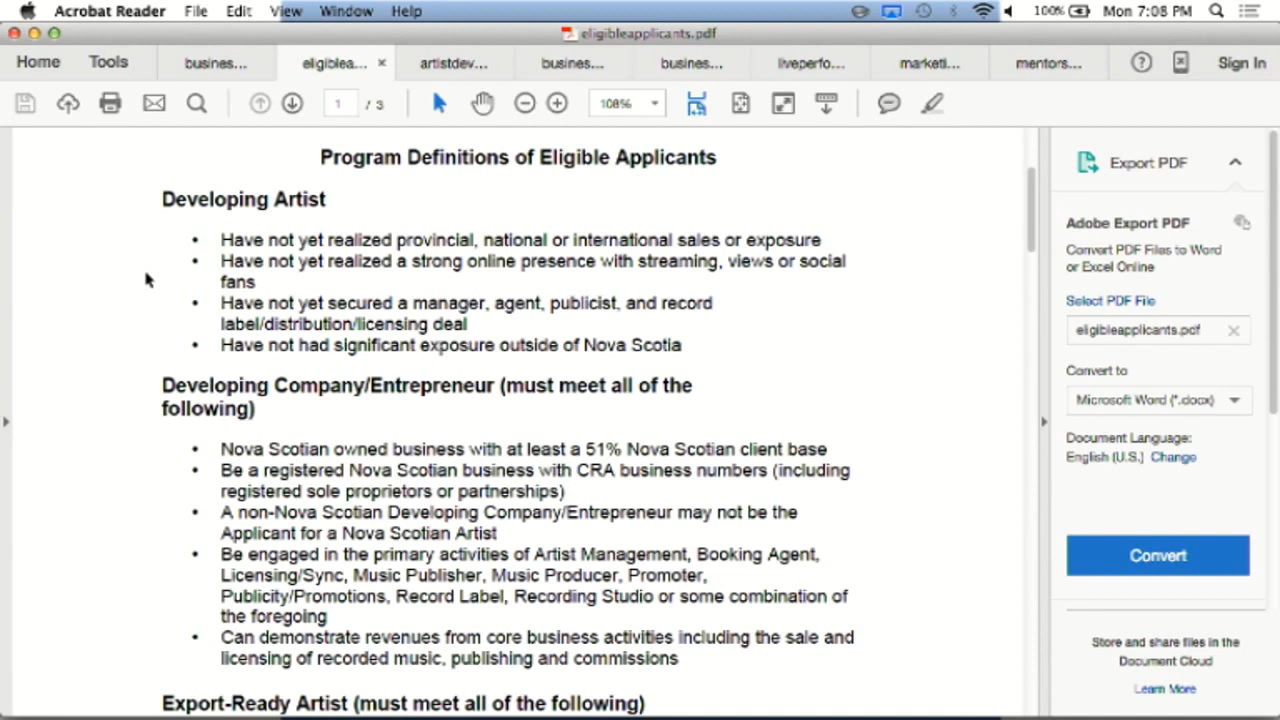 Acrobat Reader File Edit View Window Help 100% Mon 7:08 PM
eligibleapplicants.pdf
Home Tools busines... eligiblea... × artistdev... busines... busines... liveperfo... marketi... mentors... Sign In
1 / 3 108%
Program Definitions of Eligible Applicants
Developing Artist
• Have not yet realized provincial, national or international sales or exposure
• Have not yet realized a strong online presence with streaming, views or social
fans
• Have not yet secured a manager, agent, publicist, and record
label/distribution/licensing deal
• Have not had significant exposure outside of Nova Scotia
Developing Company/Entrepreneur (must meet all of the
following)
• Nova Scotian owned business with at least a 51% Nova Scotian client base
• Be a registered Nova Scotian business with CRA business numbers (including
registered sole proprietors or partnerships)
• A non-Nova Scotian Developing Company/Entrepreneur may not be the
Applicant for a Nova Scotian Artist
• Be engaged in the primary activities of Artist Management, Booking Agent,
Licensing/Sync, Music Publisher, Music Producer, Promoter,
Publicity/Promotions, Record Label, Recording Studio or some combination of
the foregoing
• Can demonstrate revenues from core business activities including the sale and
licensing of recorded music, publishing and commissions
Export-Ready Artist (must meet all of the following)
Export PDF
Adobe Export PDF
Convert PDF Files to Word
or Excel Online
Select PDF File
eligibleapplicants.pdf
Convert to
Microsoft Word (*.docx)
Document Language:
English (U.S.) Change
Convert
Store and share files in the
Document Cloud
Learn More